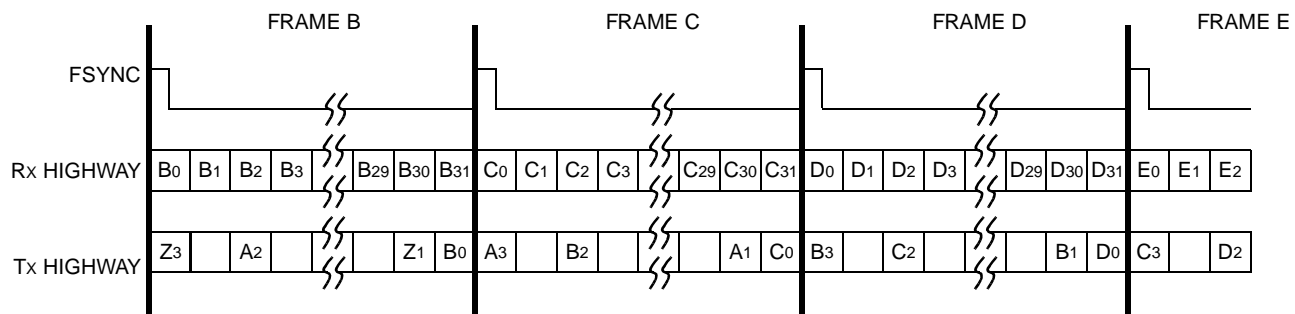 FRAME B FRAME C FRAME D FRAME E
FSYNC
RX HIGHWAY B0 B1 B2 B3 B29 B30 B31 C0 C1 C2 C3 C29 C30 C31 D0 D1 D2 D3 D29 D30 D31 E0 E1 E2
TX HIGHWAY Z3 A2 Z1 B0 A3 B2 A1 C0 B3 C2 B1 D0 C3 D2